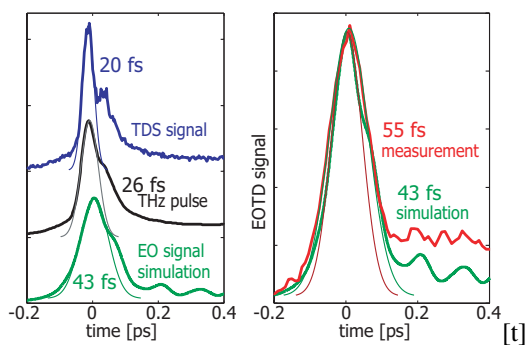 20 fs
TDS signal
26 fs
THz pulse
EO signal
simulation
43 fs
-0.2 0 0.2 0.4
time [ps]
EOTD signal
55 fs
measurement
43 fs
simulation
-0.2 0 0.2 0.4
time [ps]
[t]